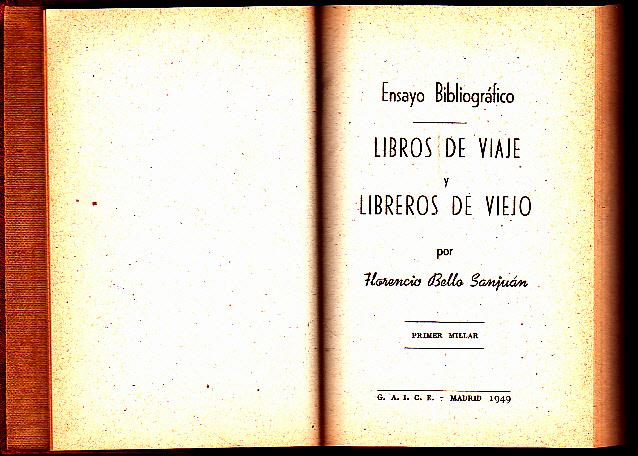 Ensayo Bibliográfico
LIBROS DE VIAJE
y
LIBREROS DE VIEJO
por
Florencio Bello Sanjuán
PRIMER MILLAR
G. A. I. C. E. - MADRID 1949